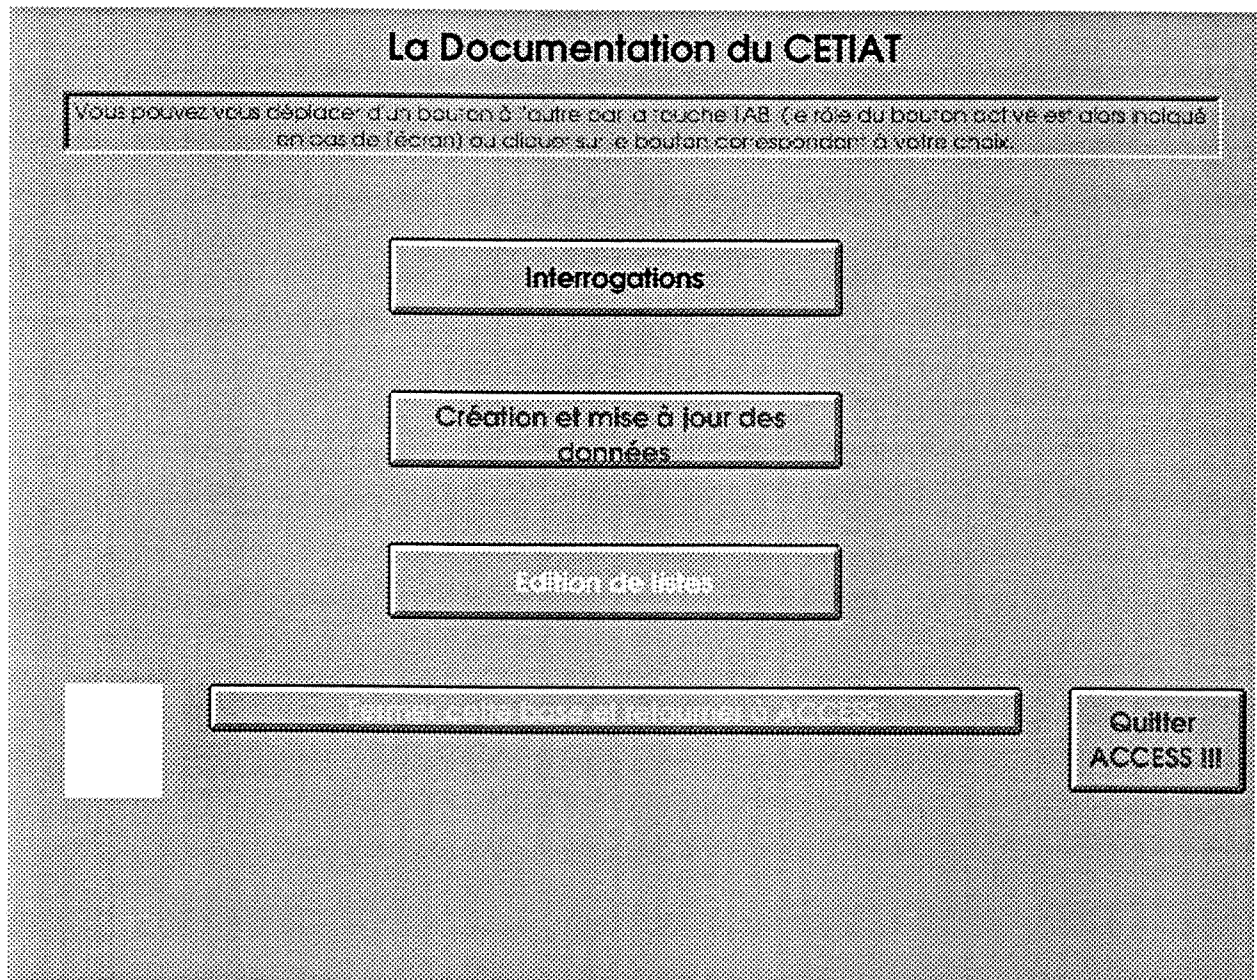 La Documentation du CETIAT
Vous pouvez vous déplacer d'un bouton à l'autre par la touche TAB (le rôle du bouton activé est alors indiqué
en bas de l'écran) ou cliquer sur le bouton correspondant à votre choix.
Interrogations
Création et mise à jour des
données
Edition de listes
Quitter
ACCESS !!!